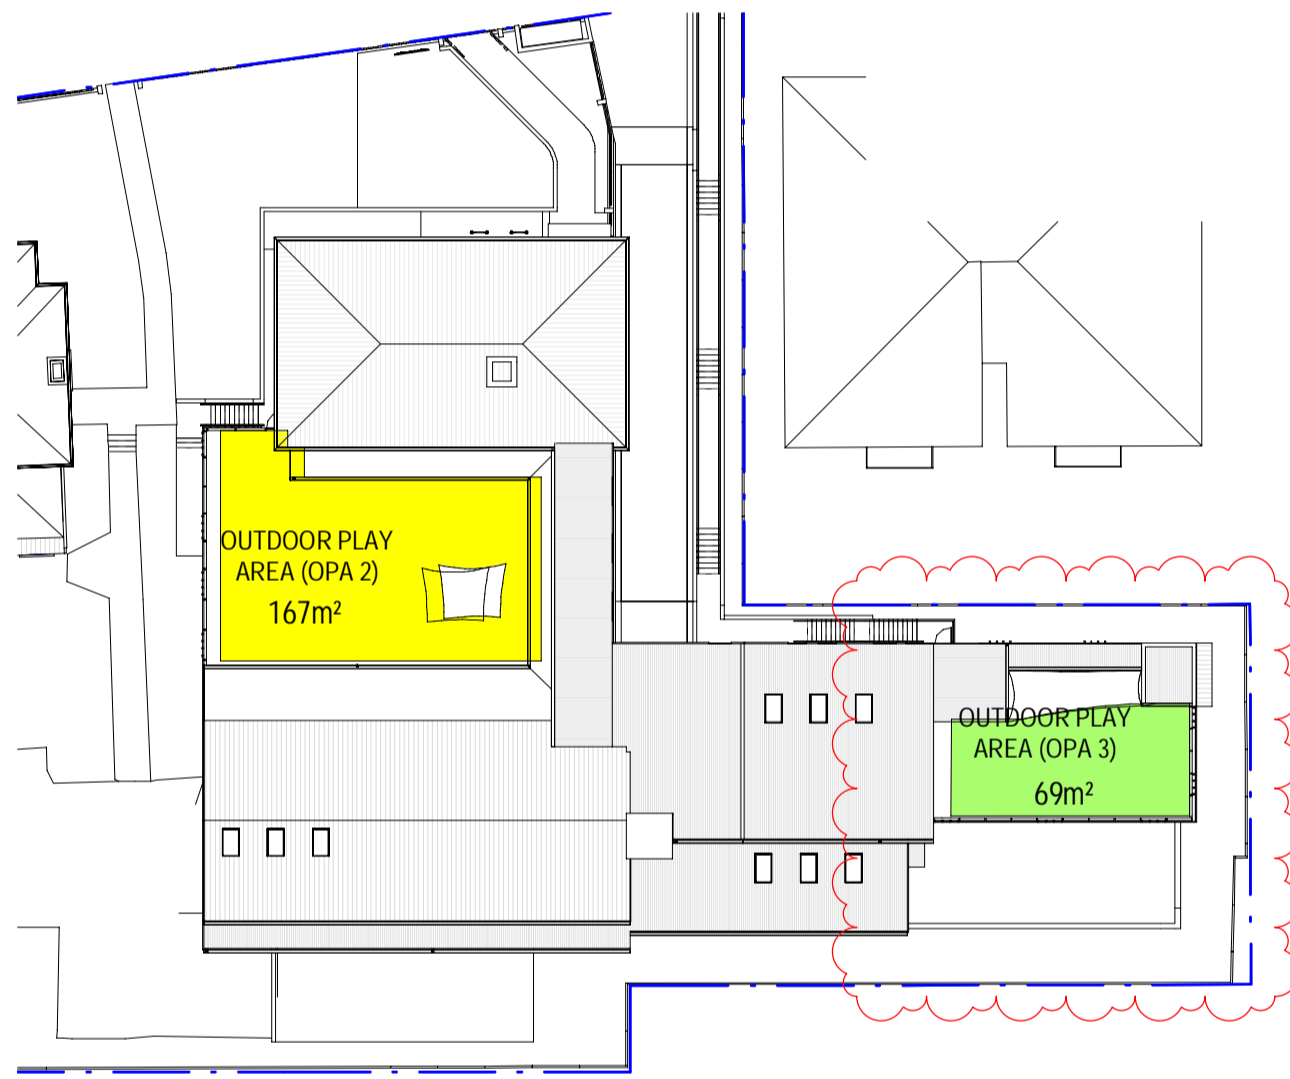 OUTDOOR PLAY
AREA (OPA 2)
167m²
OUTDOOR PLAY
AREA (OPA 3)
69m²